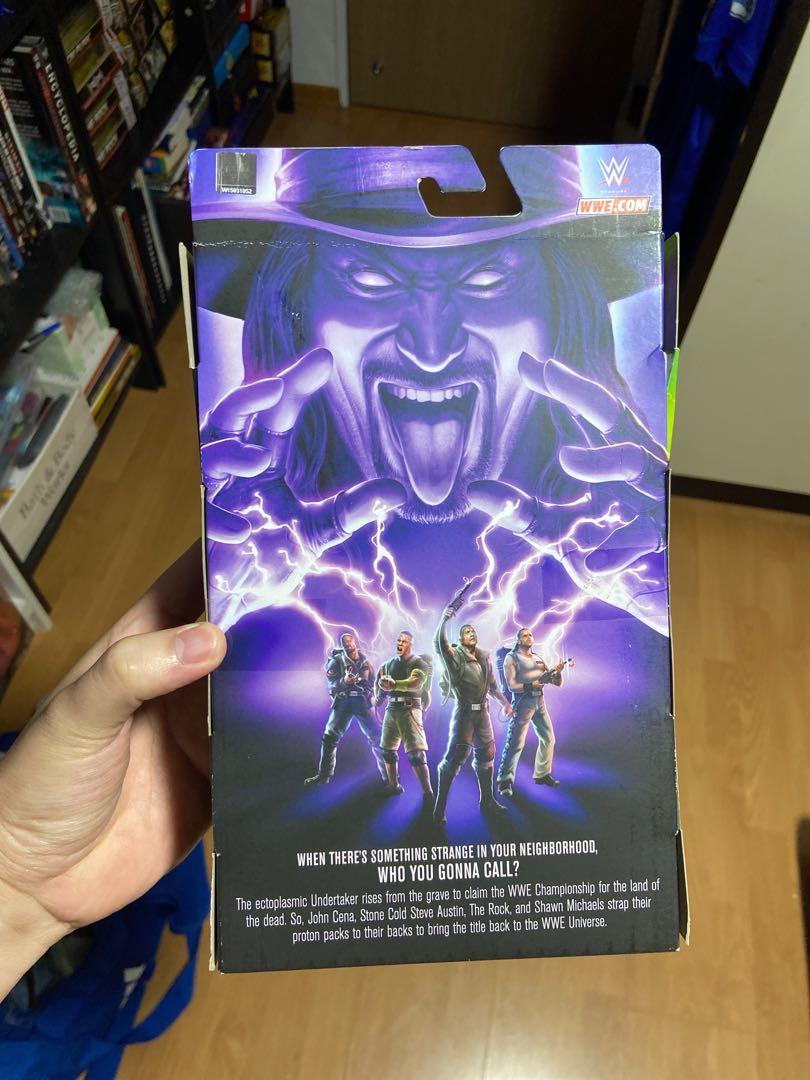 W
WWE.COM
ENCYCLOPEDIA
WHEN THERE'S SOMETHING STRANGE IN YOUR NEIGHBORHOOD,
WHO YOU GONNA CALL?
The ectoplasmic Undertaker rises from the grave to claim the WWE Championship for the land of
the dead. So, John Cena, Stone Cold Steve Austin, The Rock, and Shawn Michaels strap their
proton packs to their backs to bring the title back to the WWE Universe.